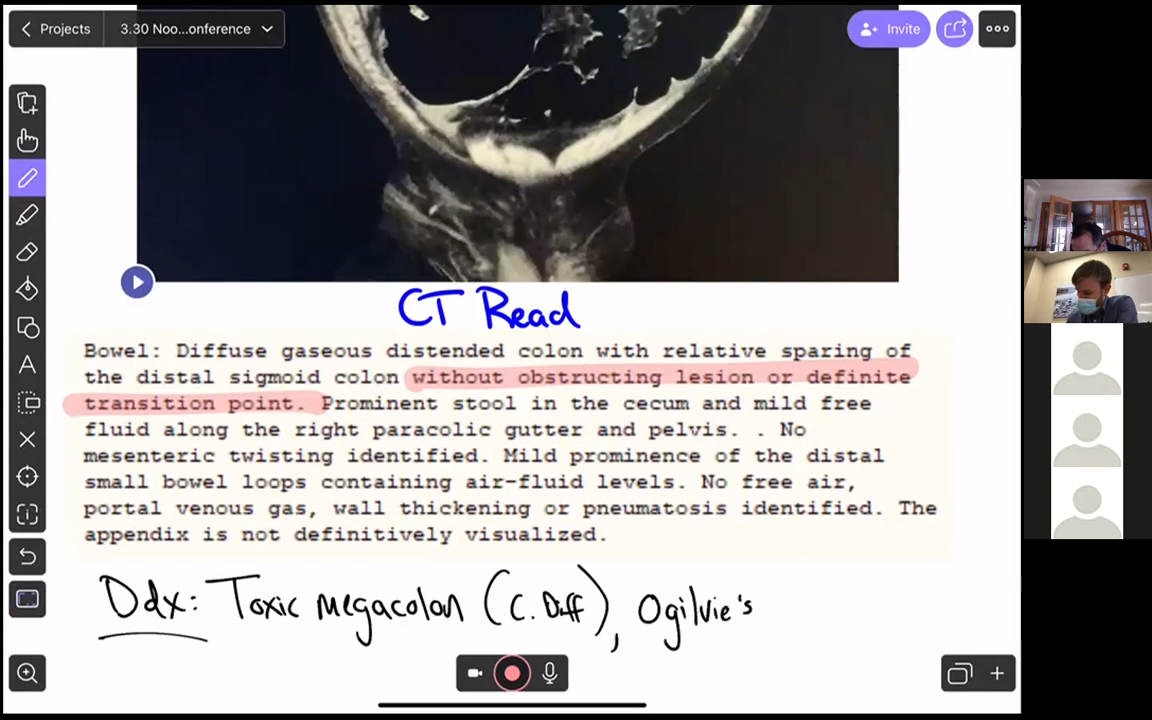 Projects
3.30 Noo...onference
Invite
CT Read
Bowel: Diffuse gaseous distended colon with relative sparing of
the distal sigmoid colon without obstructing lesion or definite
transition point. Prominent stool in the cecum and mild free
fluid along the right paracolic gutter and pelvis. . No
mesenteric twisting identified. Mild prominence of the distal
small bowel loops containing air-fluid levels. No free air,
portal venous gas, wall thickening or pneumatosis identified. The
appendix is not definitively visualized.
Ddx: Toxic megacolon (C. Diff), Ogilvie's